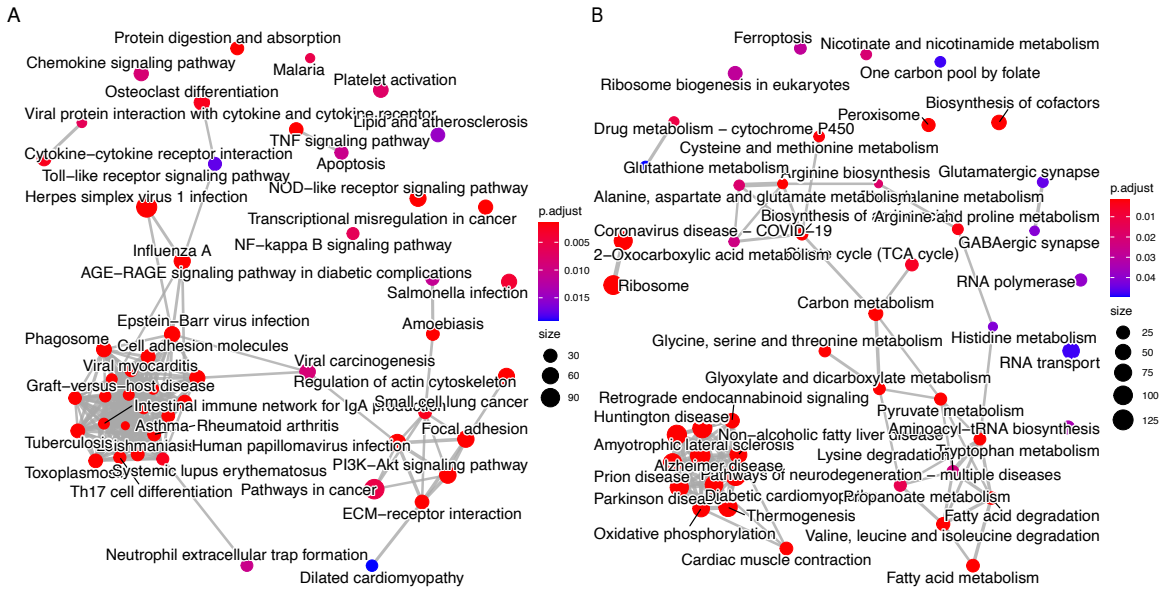 A
Protein digestion and absorption
Chemokine signaling pathway
Malaria
Platelet activation
Osteoclast differentiation
Viral protein interaction with cytokine and cytokine receptor
Lipid and atherosclerosis
TNF signaling pathway
Cytokine−cytokine receptor interaction
Apoptosis
Toll−like receptor signaling pathway
NOD−like receptor signaling pathway
Herpes simplex virus 1 infection
Transcriptional misregulation in cancer
NF−kappa B signaling pathway
Influenza A
AGE−RAGE signaling pathway in diabetic complications
Salmonella infection
Epstein−Barr virus infection
Amoebiasis
Phagosome
Cell adhesion molecules
Viral carcinogenesis
Viral myocarditis
Regulation of actin cytoskeleton
Graft−versus−host disease
Intestinal immune network for IgA
Small cell lung cancer
Asthma
Rheumatoid arthritis
Focal adhesion
Tuberculosis
Human papillomavirus infection
Toxoplasmosis
Systemic lupus erythematosus
PI3K−Akt signaling pathway
Th17 cell differentiation
Pathways in cancer
ECM−receptor interaction
Neutrophil extracellular trap formation
Dilated cardiomyopathy
p.adjust
0.005
0.010
0.015
size
30
60
90
B
Ferroptosis
Nicotinate and nicotinamide metabolism
One carbon pool by folate
Ribosome biogenesis in eukaryotes
Biosynthesis of cofactors
Peroxisome
Drug metabolism − cytochrome P450
Cysteine and methionine metabolism
Glutathione metabolism
Arginine biosynthesis
Glutamatergic synapse
Alanine, aspartate and glutamate metabolism
Biosynthesis of
Arginine and proline metabolism
Coronavirus disease − COVID−19
GABAergic synapse
2−Oxocarboxylic acid metabolism
cycle (TCA cycle)
Ribosome
RNA polymerase
Carbon metabolism
Histidine metabolism
Glycine, serine and threonine metabolism
RNA transport
Glyoxylate and dicarboxylate metabolism
Retrograde endocannabinoid signaling
Pyruvate metabolism
Huntington disease
Aminoacyl−tRNA biosynthesis
Non−alcoholic fatty liver disease
Amyotrophic lateral sclerosis
Lysine degradation
Tryptophan metabolism
Alzheimer disease
Prion disease
Pathways of neurodegeneration − multiple diseases
Parkinson disease
Diabetic cardiomyopathy
Propanoate metabolism
Thermogenesis
Fatty acid degradation
Oxidative phosphorylation
Valine, leucine and isoleucine degradation
Cardiac muscle contraction
Fatty acid metabolism
p.adjust
0.01
0.02
0.03
0.04
size
25
50
75
100
125